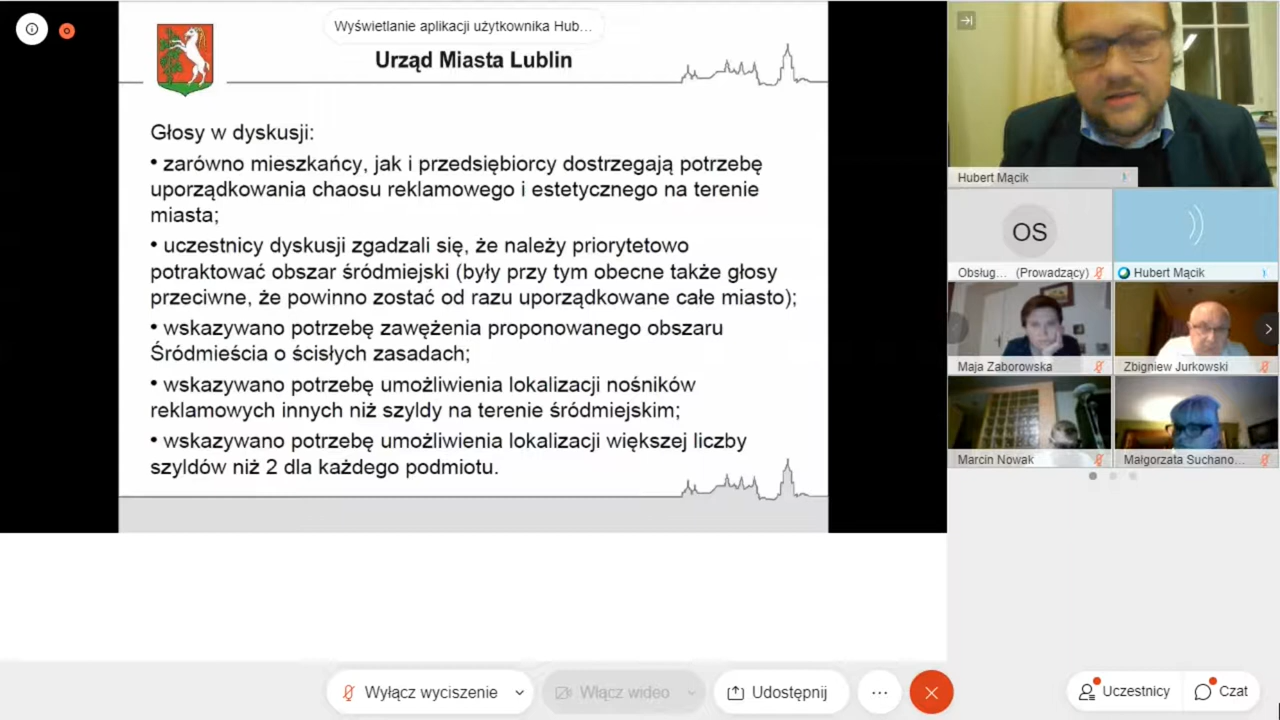 Wyświetlanie aplikacji użytkownika Hub...
Urząd Miasta Lublin
Głosy w dyskusji:
• zarówno mieszkańcy, jak i przedsiębiorcy dostrzegają potrzebę
uporządkowania chaosu reklamowego i estetycznego na terenie
miasta;
• uczestnicy dyskusji zgadzali się, że należy priorytetowo
potraktować obszar śródmiejski (były przy tym obecne także głosy
przeciwne, że powinno zostać od razu uporządkowane całe miasto);
• wskazywano potrzebę zawężenia proponowanego obszaru
Śródmieścia o ścisłych zasadach;
• wskazywano potrzebę umożliwienia lokalizacji nośników
reklamowych innych niż szyldy na terenie śródmiejskim;
• wskazywano potrzebę umożliwienia lokalizacji większej liczby
szyldów niż 2 dla każdego podmiotu.
Hubert Mącik
OS
Obsług... (Prowadzący)
Hubert Mącik
Maja Zaborowska
Zbigniew Jurkowski
Marcin Nowak
Małgorzata Suchano...
Wyłącz wyciszenie
Włącz wideo
Udostępnij
Uczestnicy
Czat